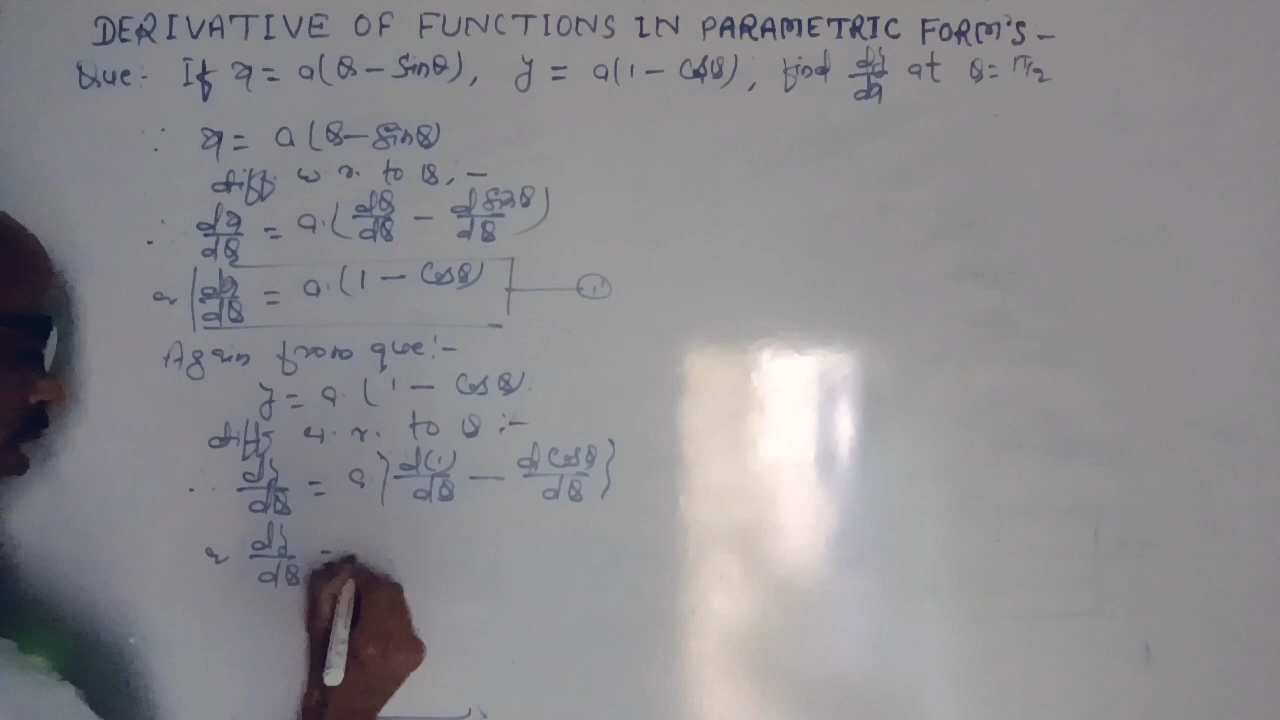 DERIVATIVE OF FUNCTIONS IN PARAMETRIC FORM'S -
Que:- If x = a(θ - Sinθ), y = a(1 - Cosθ), find dy/dx at θ = π/2
∴ x = a(θ - Sinθ)
diff w r. to θ, -
∴ dx/dθ = a.(dθ/dθ - dSinθ/dθ)
dx/dθ = a.(1 - Cosθ) —— ①
Again from que:-
y = a.(1 - Cosθ)
diff w. r. to θ :-
∴ dy/dθ = a{d(1)/dθ - dCosθ/dθ}
dy/dθ =